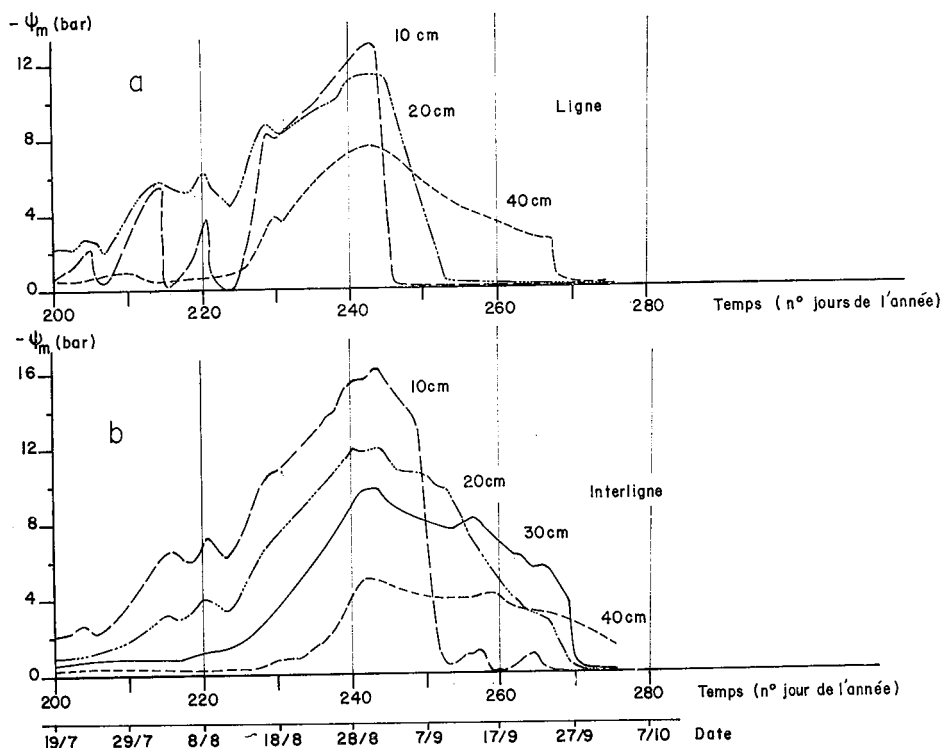 - Ψm (bar)
a
10 cm
12
20cm
Ligne
8
40cm
4
0
200 220 240 260 280
Temps ( n° jours de l'année)
- Ψm (bar)
16
10cm
b
12
20cm
Interligne
8
30cm
4
40cm
0
200 220 240 260 280
Temps (n° jour de l'année)
19/7 29/7 8/8 18/8 28/8 7/9 17/9 27/9 7/10 Date